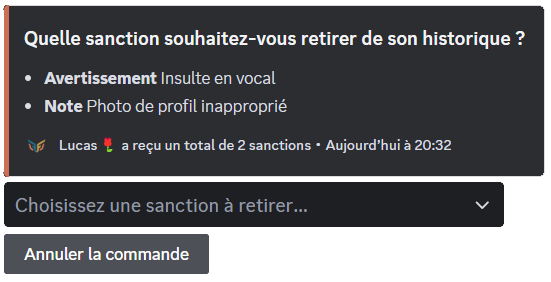 Quelle sanction souhaitez-vous retirer de son historique ?
• Avertissement Insulte en vocal
• Note Photo de profil inapproprié
Lucas 🌹 a reçu un total de 2 sanctions • Aujourd'hui à 20:32
Choisissez une sanction à retirer...
Annuler la commande